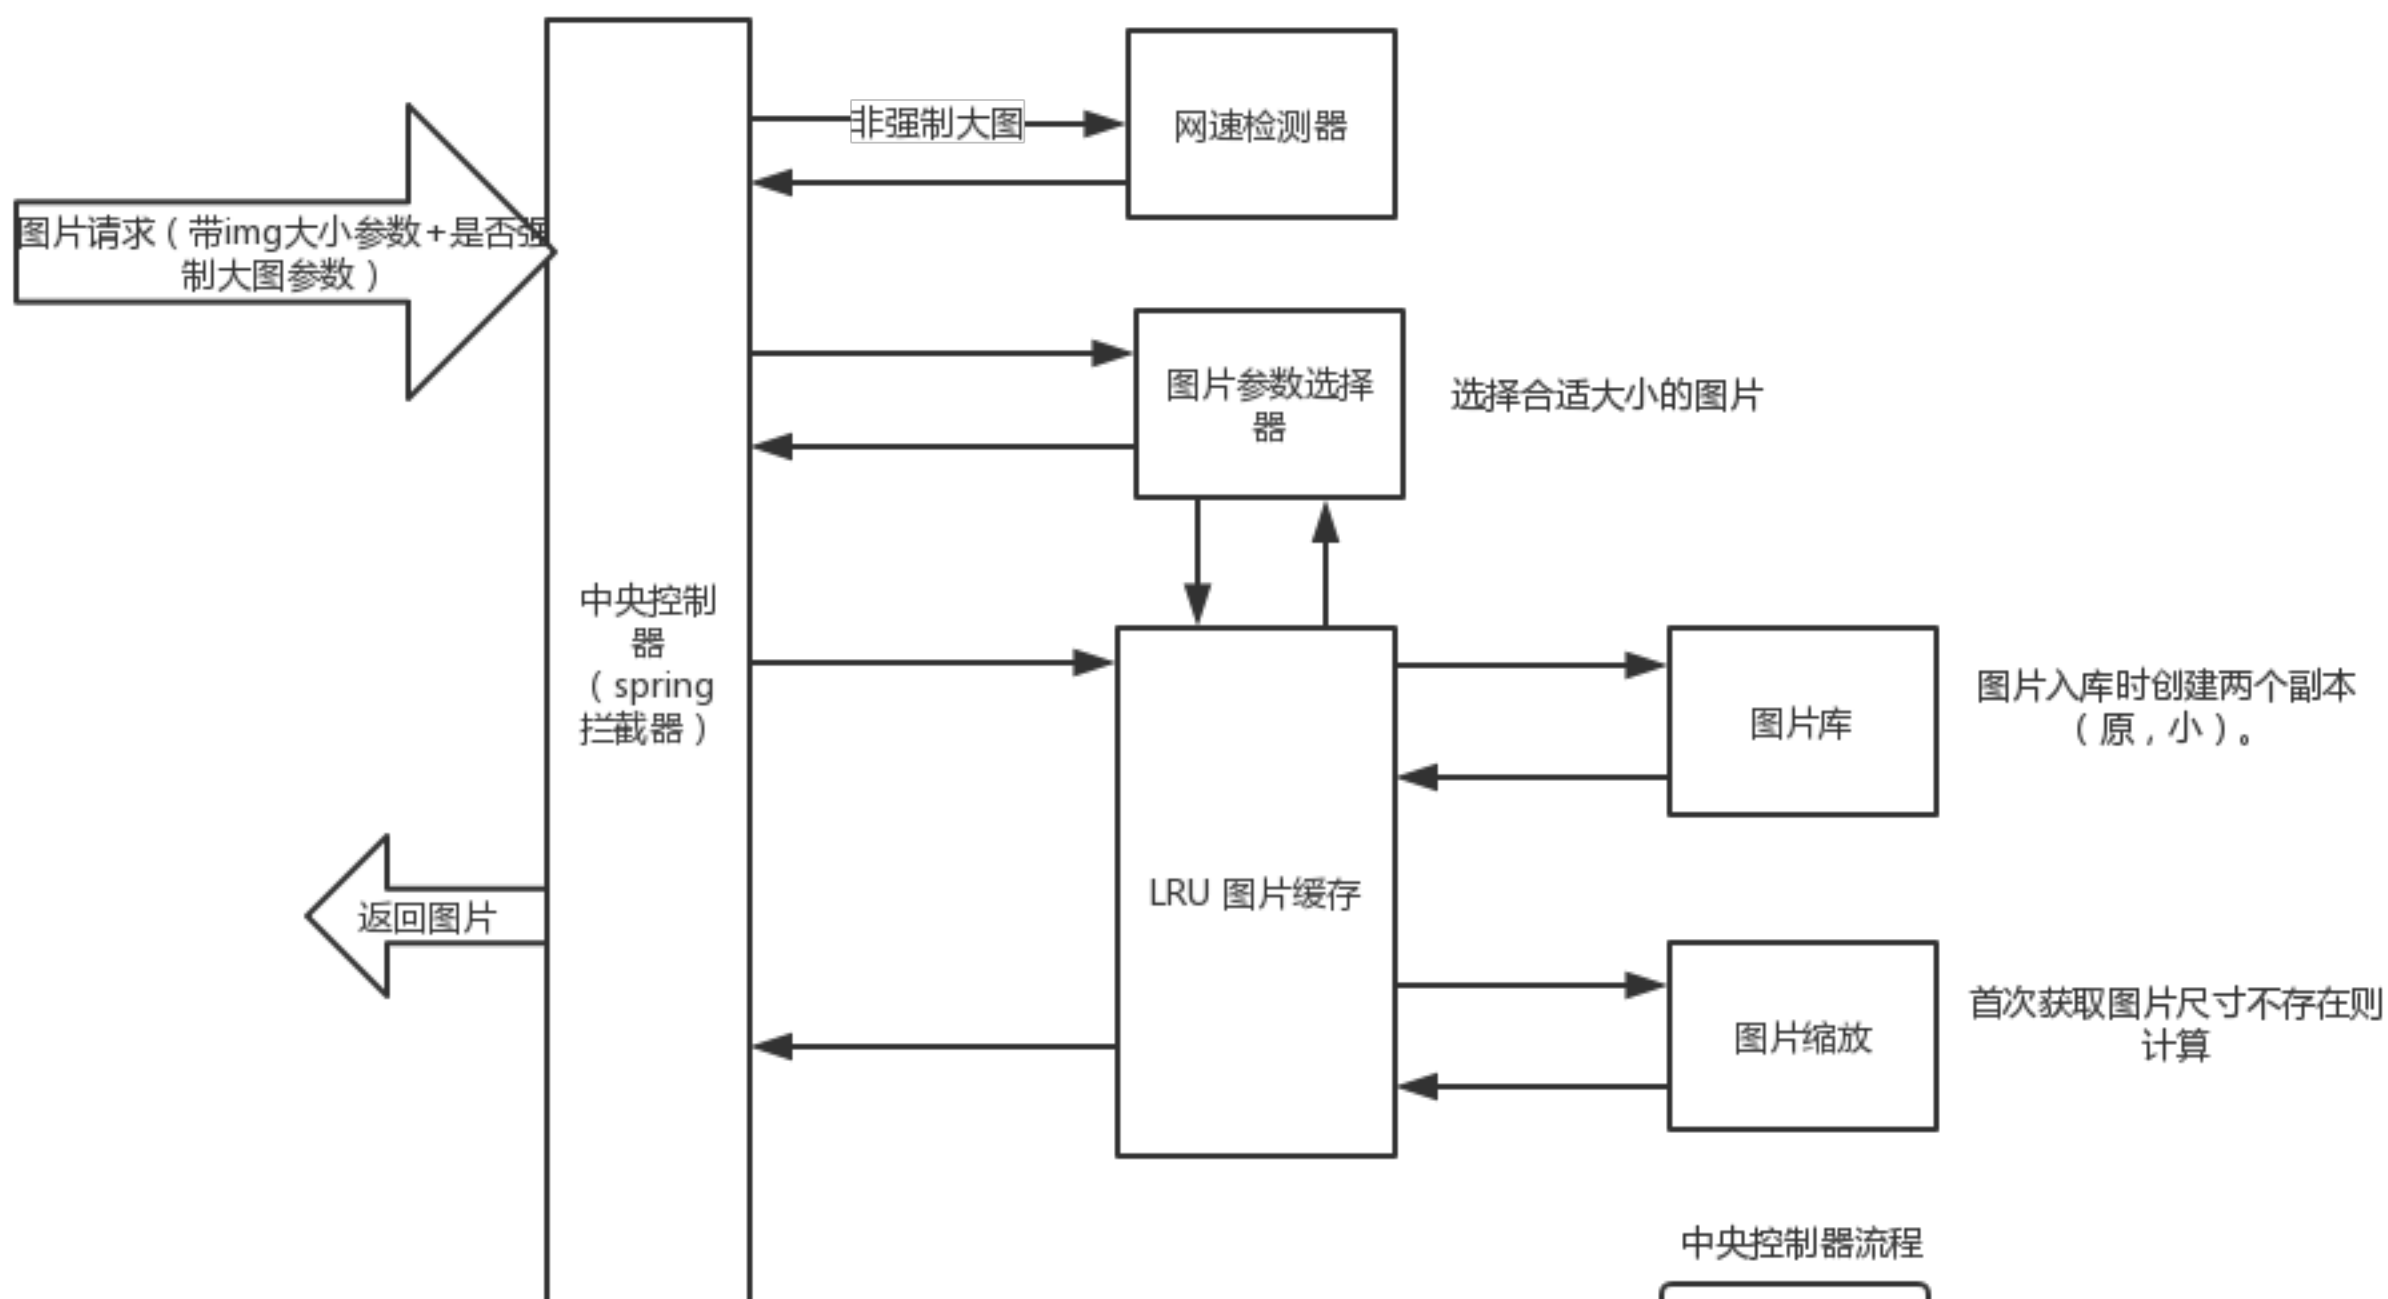 非强制大图
网速检测器
图片请求（带img大小参数+是否强
制大图参数）
图片参数选择
器
选择合适大小的图片
中央控制
器
（spring
拦截器）
图片库
图片入库时创建两个副本
（原，小）。
LRU 图片缓存
返回图片
图片缩放
首次获取图片尺寸不存在则
计算
中央控制器流程